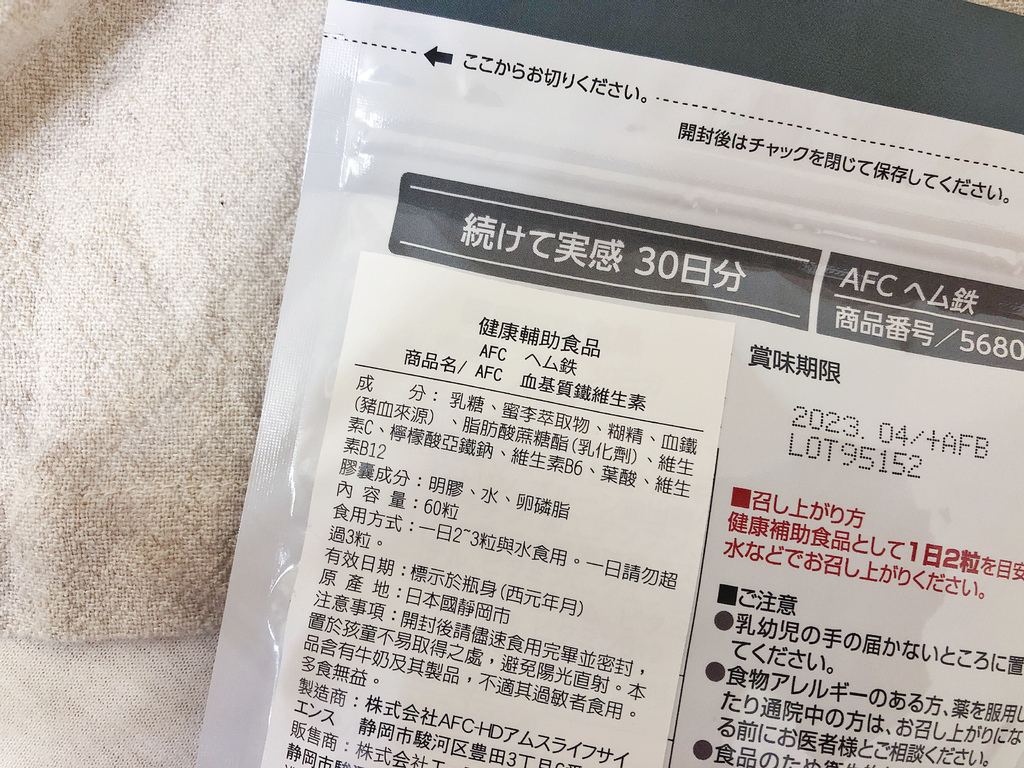 ここからお切りください。
開封後はチャックを閉じて保存してください。
続けて実感 30日分
AFC ヘム鉄
商品番号／5680
健康輔助食品
AFC ヘム鉄
商品名/ AFC 血基質鐵維生素
成 分：乳糖、蜜李萃取物、糊精、血鐵
(豬血來源)、脂肪酸蔗糖酯(乳化劑)、維生
素C、檸檬酸亞鐵鈉、維生素B6、葉酸、維生
素B12
膠囊成分：明膠、水、卵磷脂
內 容 量：60粒
食用方式：一日2~3粒與水食用。一日請勿超
過3粒。
有效日期：標示於瓶身(西元年月)
原 產 地：日本國靜岡市
注意事項：開封後請儘速食用完畢並密封，
置於孩童不易取得之處，避免陽光直射。本
品含有牛奶及其製品，不適其過敏者食用。
多食無益。
製造商：株式会社AFC-HDアムスライフサイ
エンス 静岡市駿河区豊田3丁目
販售商：株式会社エ
静岡市駿
賞味期限
2023.04/+AFB
LOT95152
■召し上がり方
健康補助食品として1日2粒を目安
水などでお召し上がりください。
■ご注意
●乳幼児の手の届かないところに置
てください。
●食物アレルギーのある方、薬を服用し
たり通院中の方は、お召し上がりにな
る前にお医者様とご相談ください。
●食品のため衛生的